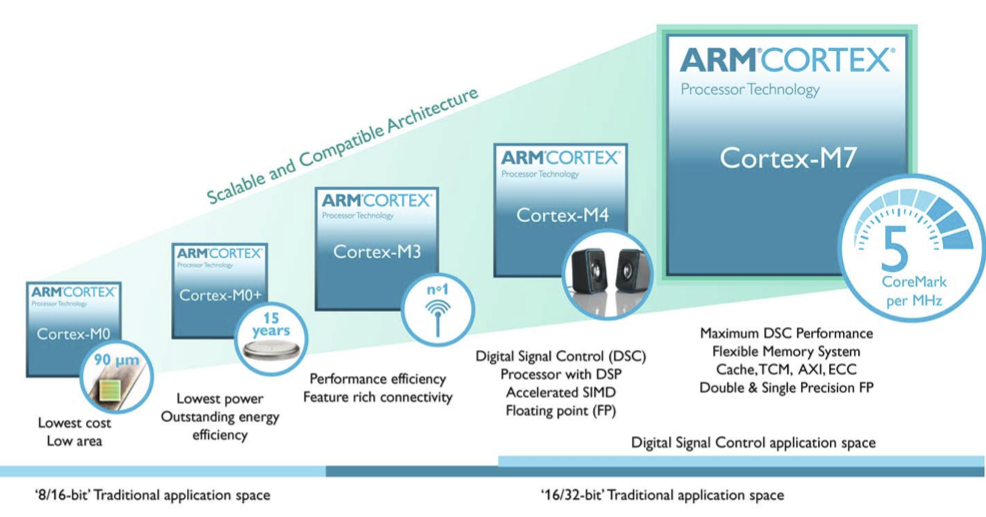 Scalable and Compatible Architecture
ARM®CORTEX®
Processor Technology
Cortex-M0
90 µm
Lowest cost
Low area
ARM®CORTEX®
Processor Technology
Cortex-M0+
15
years
Lowest power
Outstanding energy
efficiency
ARM®CORTEX®
Processor Technology
Cortex-M3
nº1
Performance efficiency
Feature rich connectivity
ARM®CORTEX®
Processor Technology
Cortex-M4
Digital Signal Control (DSC)
Processor with DSP
Accelerated SIMD
Floating point (FP)
ARM®CORTEX®
Processor Technology
Cortex-M7
5
CoreMark
per MHz
Maximum DSC Performance
Flexible Memory System
Cache, TCM, AXI, ECC
Double & Single Precision FP
Digital Signal Control application space
‘8/16-bit’ Traditional application space
‘16/32-bit’ Traditional application space